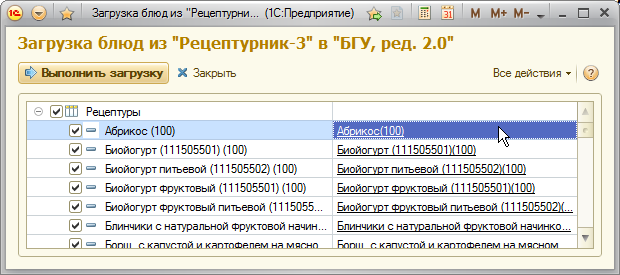 Загрузка блюд из "Рецептурни... (1С:Предприятие)
M M+ M-
Загрузка блюд из "Рецептурник-3" в "БГУ, ред. 2.0"
Выполнить загрузку Закрыть Все действия
Рецептуры
Абрикос (100) Абрикос(100)
Биойогурт (111505501) (100) Биойогурт (111505501)(100)
Биойогурт питьевой (111505502) (100) Биойогурт питьевой (111505502)(100)
Биойогурт фруктовый (111505501) (100) Биойогурт фруктовый (111505501)(100)
Биойогурт фруктовый питьевой (1115055... Биойогурт фруктовый питьевой (111505502)(...
Блинчики с натуральной фруктовой начин... Блинчики с натуральной фруктовой начинко...
Борщ с капустой и картофелем на мясно Борщ с капустой и картофелем на мясном